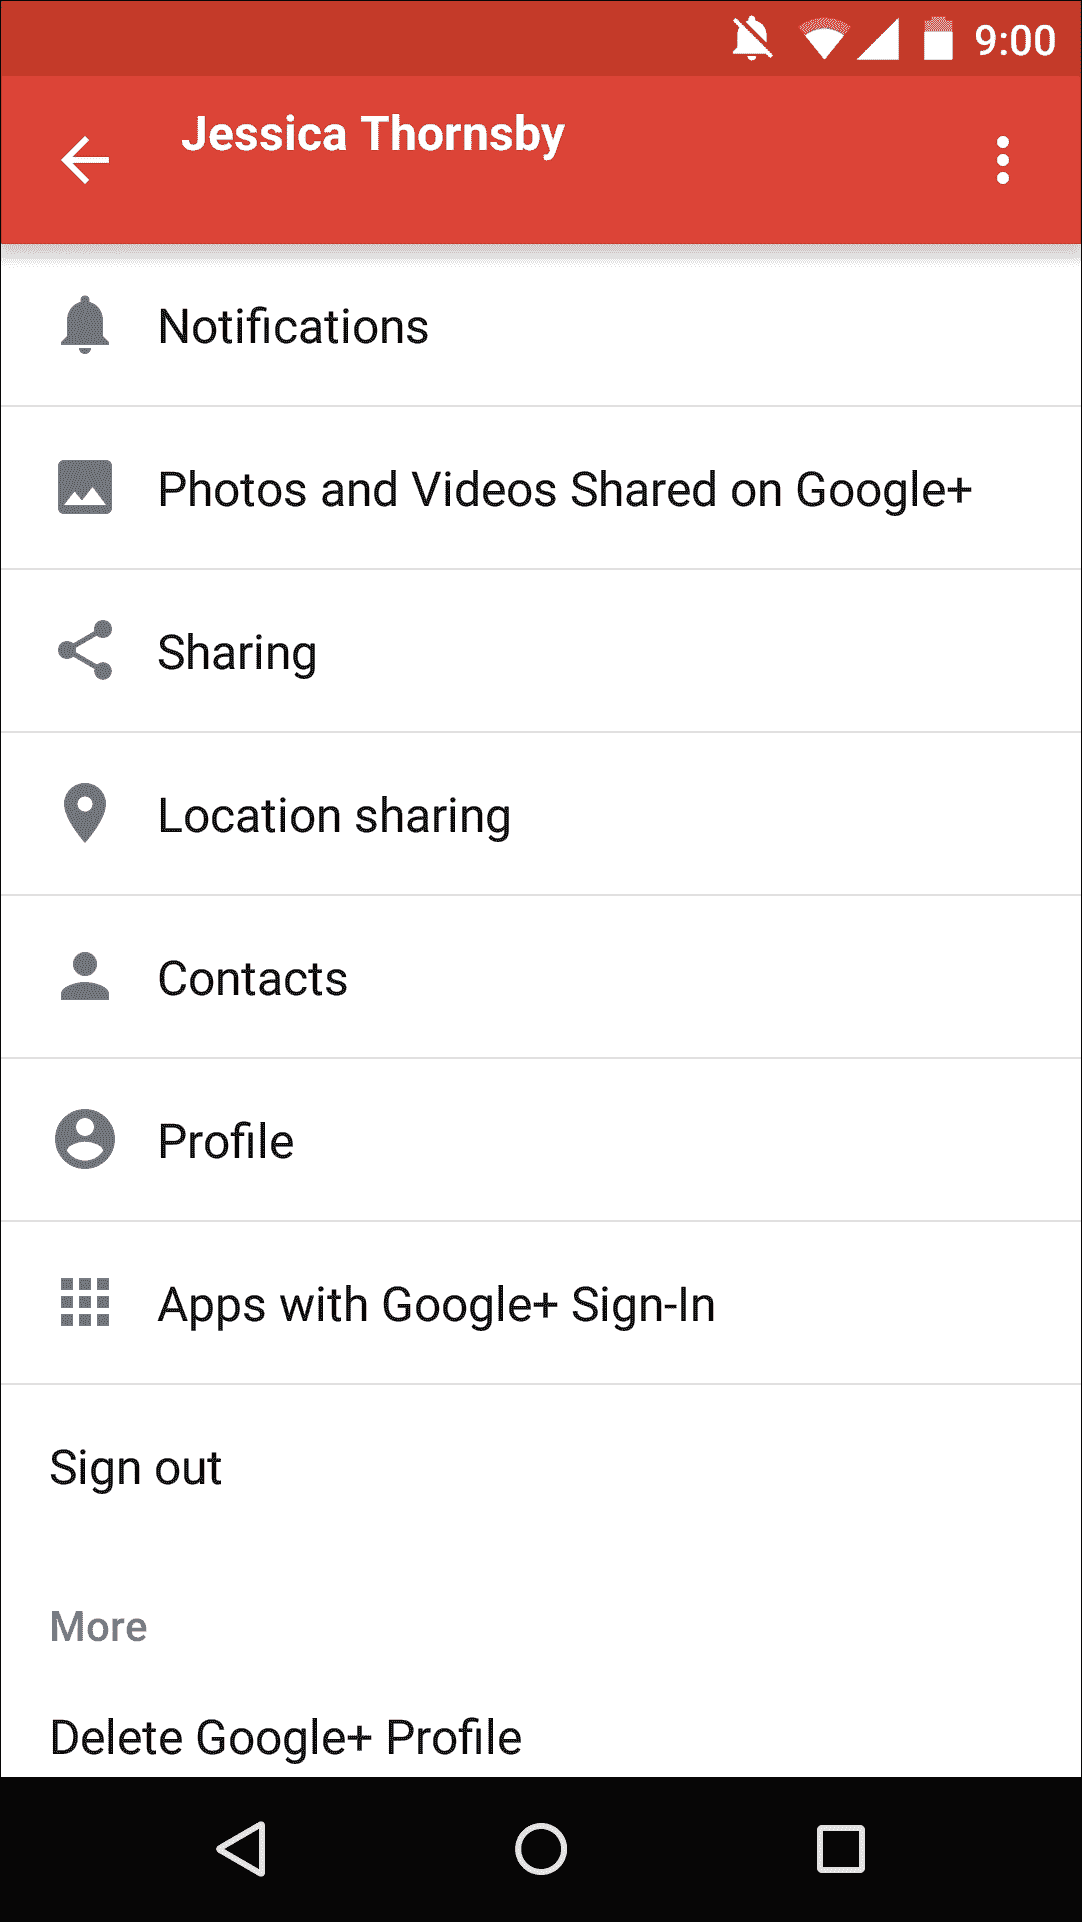 9:00
Jessica Thornsby
Notifications
Photos and Videos Shared on Google+
Sharing
Location sharing
Contacts
Profile
Apps with Google+ Sign-In
Sign out
More
Delete Google+ Profile